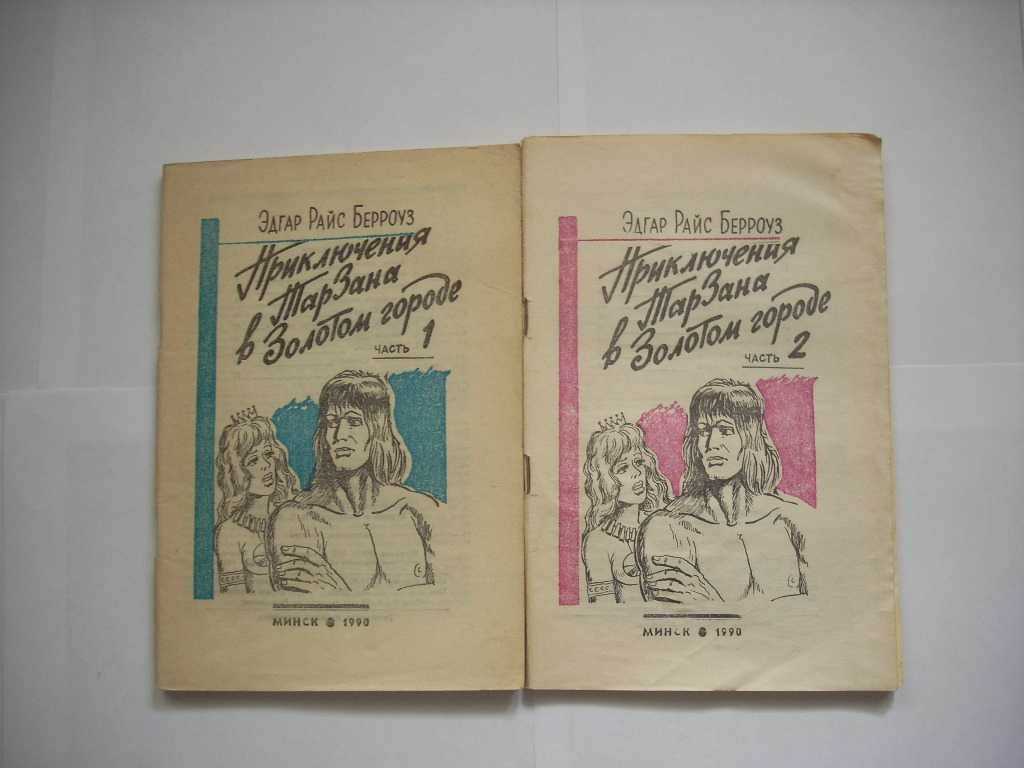 Эдгар Райс Берроуз
Приключения
Тарзана
в Золотом городе
часть 1
МИНСК 1990
Эдгар Райс Берроуз
Приключения
Тарзана
в Золотом городе
часть 2
МИНСК 1990